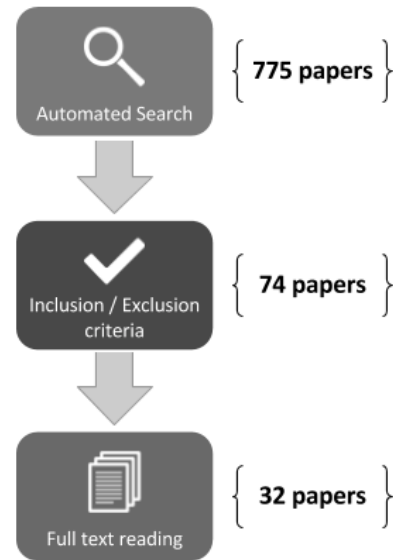 Automated Search
{ 775 papers }
Inclusion / Exclusion
criteria
{ 74 papers }
Full text reading
{ 32 papers }